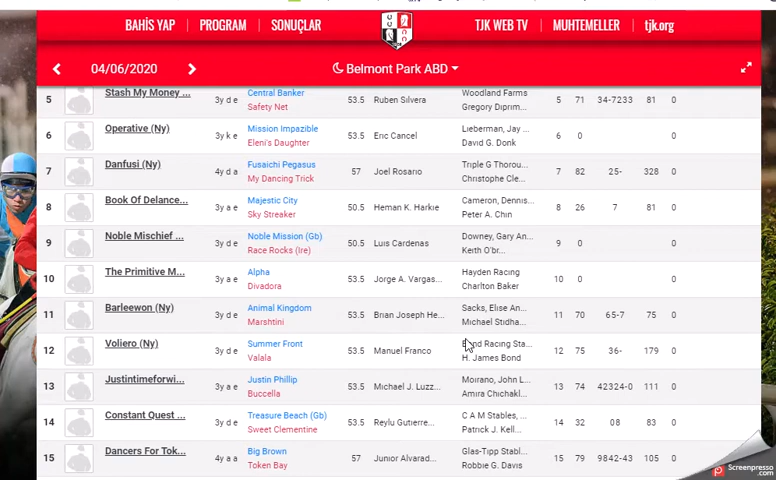 BAHİS YAP PROGRAM SONUÇLAR TJK WEB TV MUHTEMELLER tjk.org
04/06/2020 Belmont Park ABD
5 Stash My Money ... 3y d e Central Banker 53.5 Ruben Silvera Woodland Farms 5 71 34-7233 81 0
Safety Net Gregory Diprim...
6 Operative (Ny) 3y k e Mission Impazible 53.5 Eric Cancel Lieberman, Jay ... 6 0 0
Eleni's Daughter David G. Donk
7 Danfusi (Ny) 4y d a Fusaichi Pegasus 57 Joel Rosario Triple G Thorou... 7 82 25- 328 0
My Dancing Trick Christophe Cle...
8 Book Of Delance... 3y a e Majestic City 50.5 Heman K. Harkie Cameron, Dennis... 8 26 7 81 0
Sky Streaker Peter A. Chin
9 Noble Mischief ... 3y d e Noble Mission (Gb) 50.5 Luis Cardenas Downey, Gary An... 9 0 0
Race Rocks (Ire) Keith O'br...
10 The Primitive M... 3y a e Alpha 53.5 Jorge A. Vargas... Hayden Racing 10 0 0
Divadora Charlton Baker
11 Barleewon (Ny) 3y a e Animal Kingdom 53.5 Brian Joseph He... Sacks, Elise An... 11 70 65-7 75 0
Marshtini Michael Stidha...
12 Voliero (Ny) 3y d e Summer Front 53.5 Manuel Franco Bond Racing Sta... 12 75 36- 179 0
Valala H. James Bond
13 Justintimeforwi... 3y a e Justin Phillip 53.5 Michael J. Luzz... Moirano, John L... 13 74 42324-0 111 0
Buccella Amira Chichakl...
14 Constant Quest ... 3y d e Treasure Beach (Gb) 53.5 Reylu Gutierre... C A M Stables, ... 14 32 08 83 0
Sweet Clementine Patrick J. Kell...
15 Dancers For Tok... 4y a a Big Brown 57 Junior Alvarad... Glas-Tipp Stabl... 15 79 9842-43 105 0
Token Bay Robbie G. Davis
Screenpresso
.com